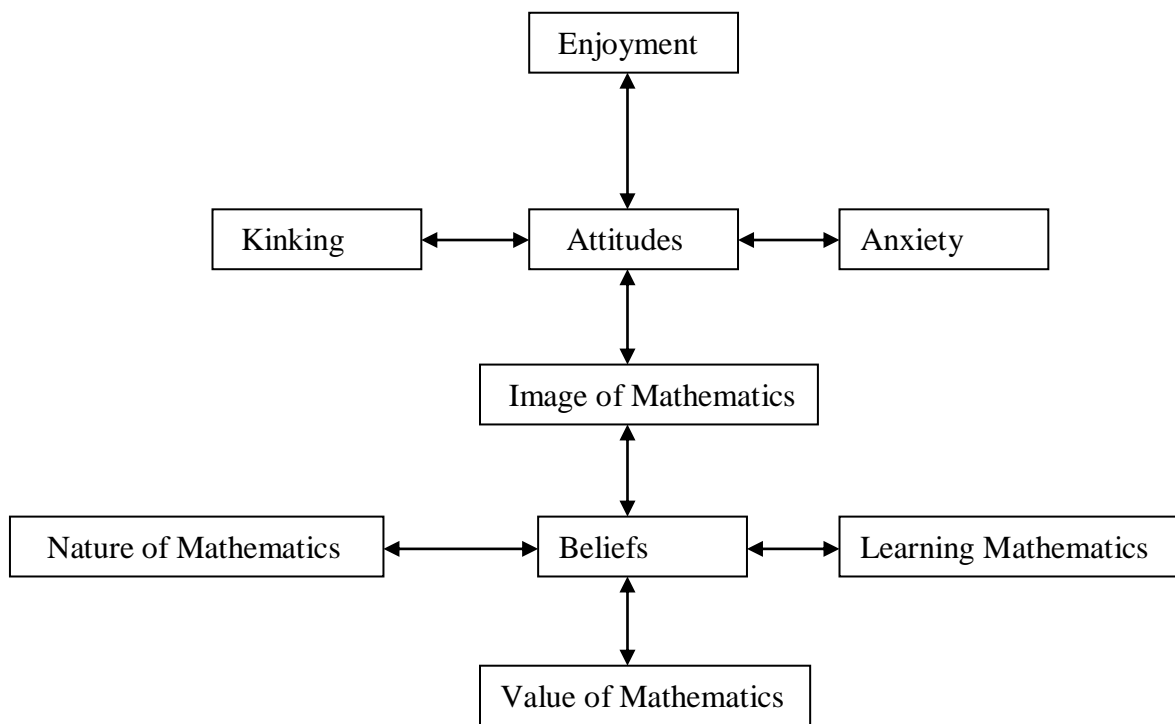 Enjoyment
Kinking
Attitudes
Anxiety
Image of Mathematics
Nature of Mathematics
Beliefs
Learning Mathematics
Value of Mathematics